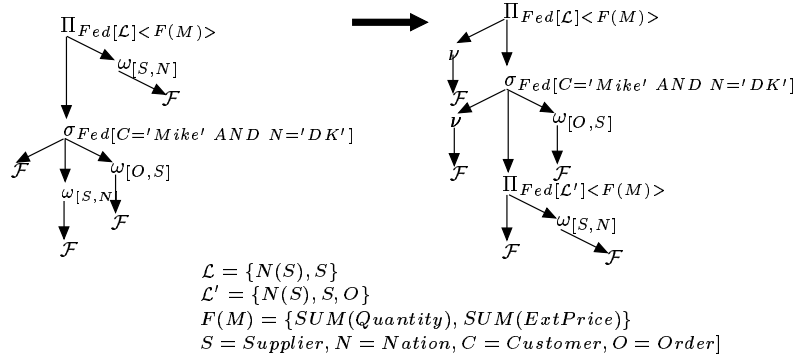 Π_{Fed[ℒ]<F(M)>}
ω_{[S,N]}
ℱ
σ_{Fed[C='Mike' AND N='DK']}
ℱ
ω_{[O,S]}
ω_{[S,N]}
ℱ
ℱ
Π_{Fed[ℒ]<F(M)>}
ν
ℱ
σ_{Fed[C='Mike' AND N='DK']}
ν
ω_{[O,S]}
ℱ
ℱ
Π_{Fed[ℒ']<F(M)>}
ω_{[S,N]}
ℱ
ℱ
ℒ = {N(S), S}
ℒ' = {N(S), S, O}
F(M) = {SUM(Quantity), SUM(ExtPrice)}
S = Supplier, N = Nation, C = Customer, O = Order]